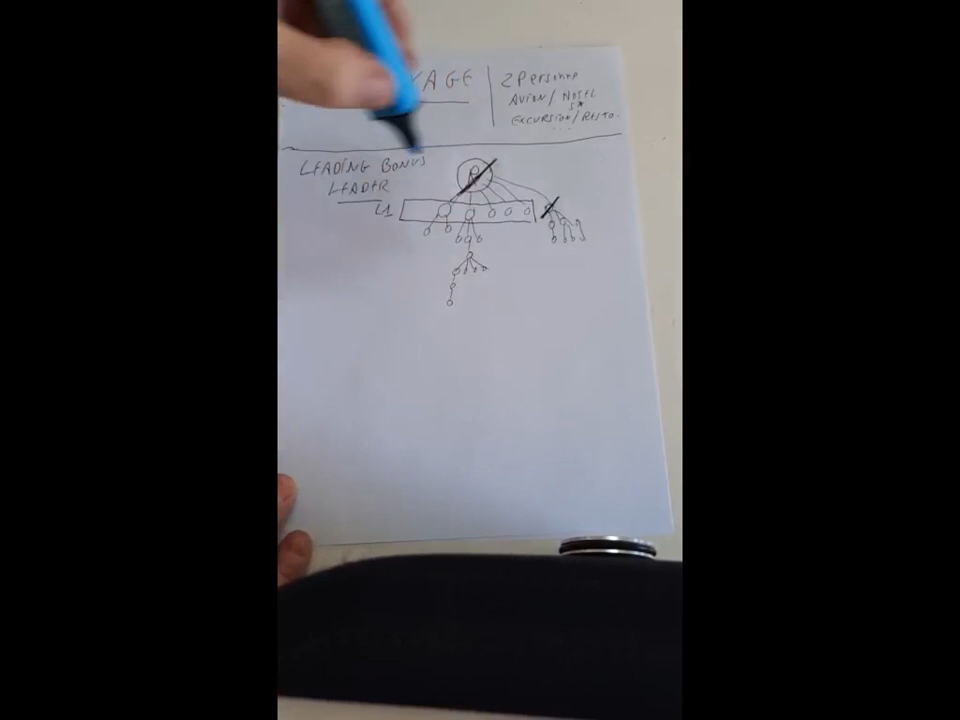 YAGE
2 Personne
AVION / HOTEL
5*
EXCURSION / RESTO.
...
LEADING BONUS
LEADER
L1